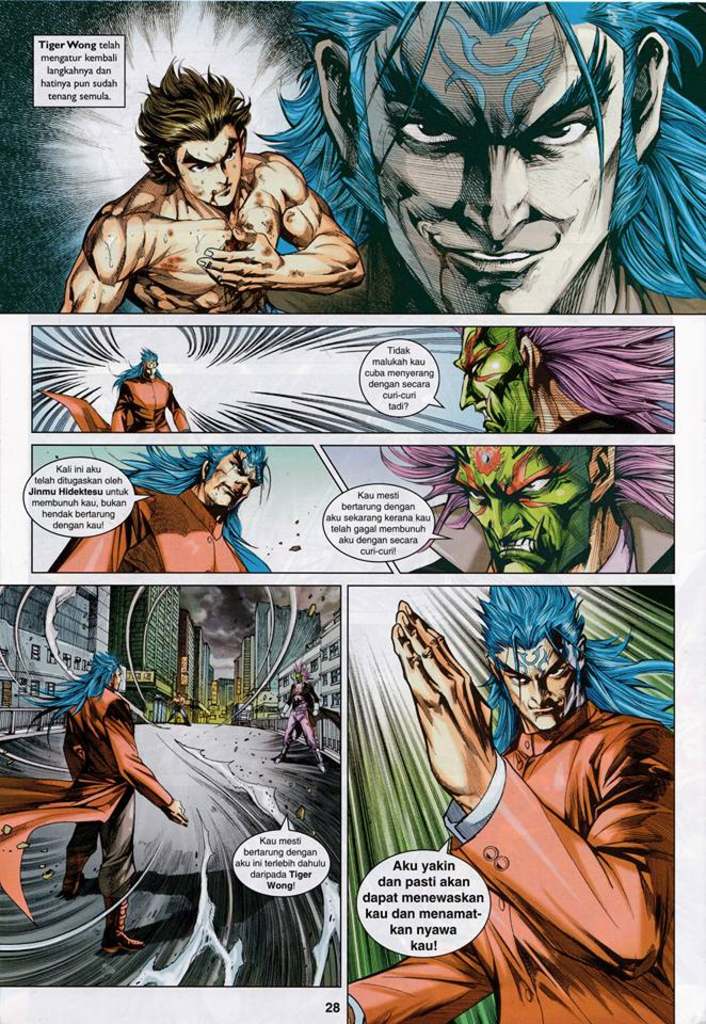 Tiger Wong telah
mengatur kembali
langkahnya dan
hatinya pun sudah
tenang semula.
Tidak
malukah kau
cuba menyerang
dengan secara
curi-curi
tadi?
Kali ini aku
telah ditugaskan oleh
Jinmu Hidektesu untuk
membunuh kau, bukan
hendak bertarung
dengan kau!
Kau mesti
bertarung dengan
aku sekarang kerana kau
telah gagal membunuh
aku dengan secara
curi-curi!
Kau mesti
bertarung dengan
aku ini terlebih dahulu
daripada Tiger
Wong!
Aku yakin
dan pasti akan
dapat menewaskan
kau dan menamat-
kan nyawa
kau!
28